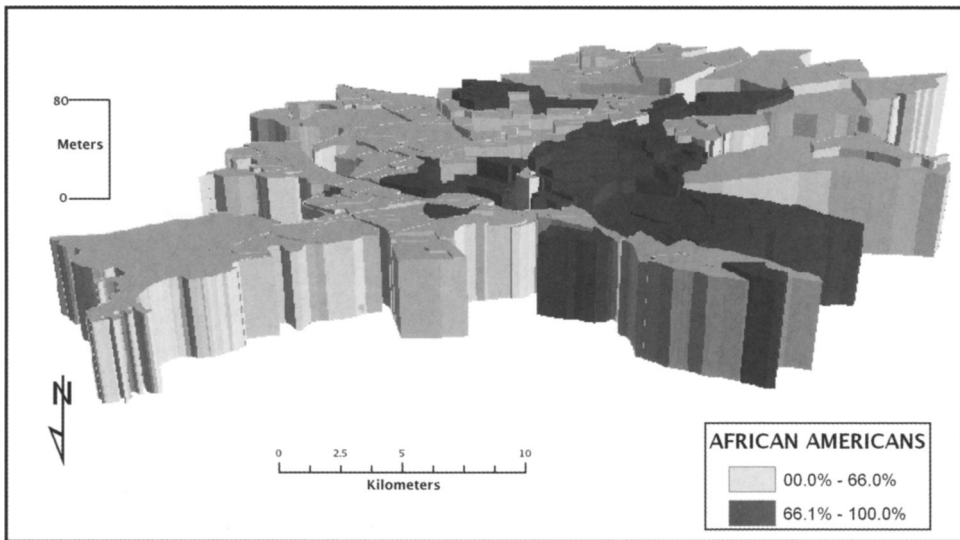 80
Meters
0
N
0 2.5 5 10
Kilometers
AFRICAN AMERICANS
00.0% - 66.0%
66.1% - 100.0%